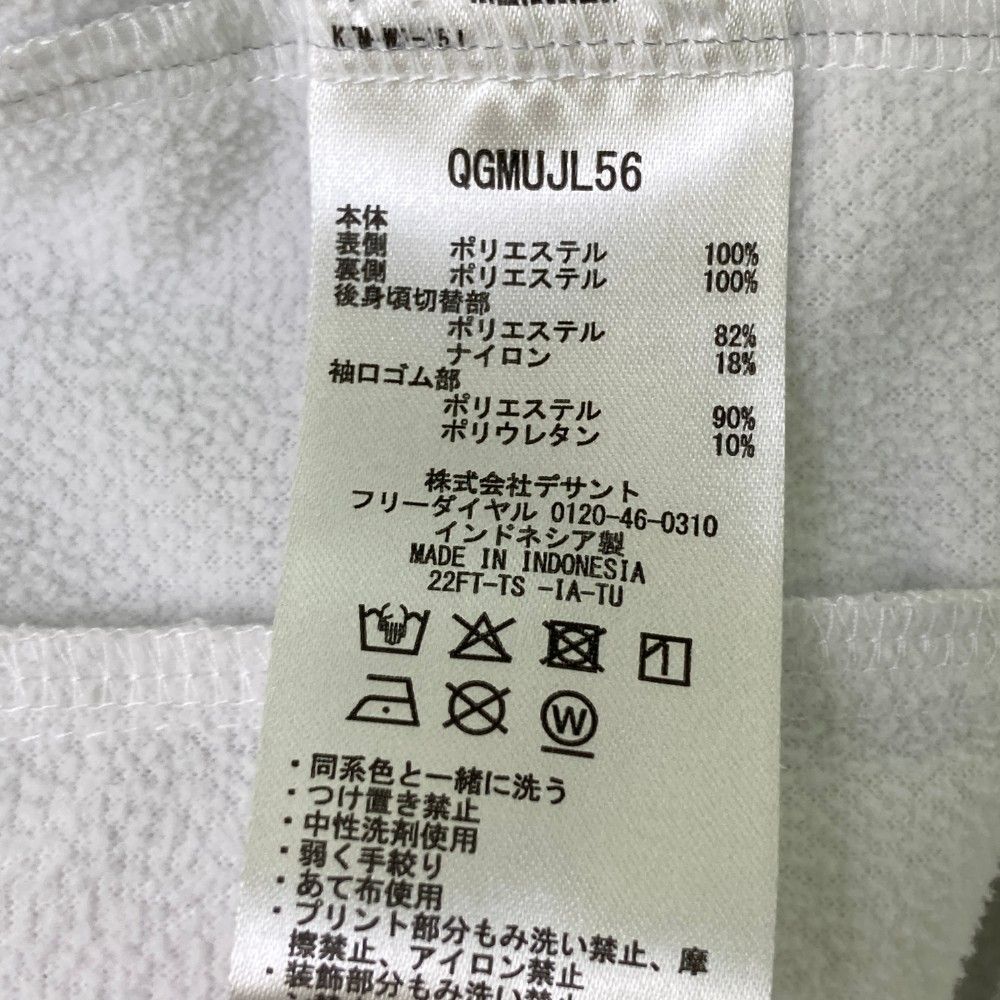 QGMUJL56
本体
表側 ポリエステル 100%
裏側 ポリエステル 100%
後身頃切替部
ポリエステル 82%
ナイロン 18%
袖口ゴム部
ポリエステル 90%
ポリウレタン 10%
株式会社デサント
フリーダイヤル 0120-46-0310
インドネシア製
MADE IN INDONESIA
22FT-TS -IA-TU
W
・同系色と一緒に洗う
・つけ置き禁止
・中性洗剤使用
・弱く手絞り
・あて布使用
・プリント部分もみ洗い禁止、摩
擦禁止、アイロン禁止
・装飾部分もみ洗い禁止